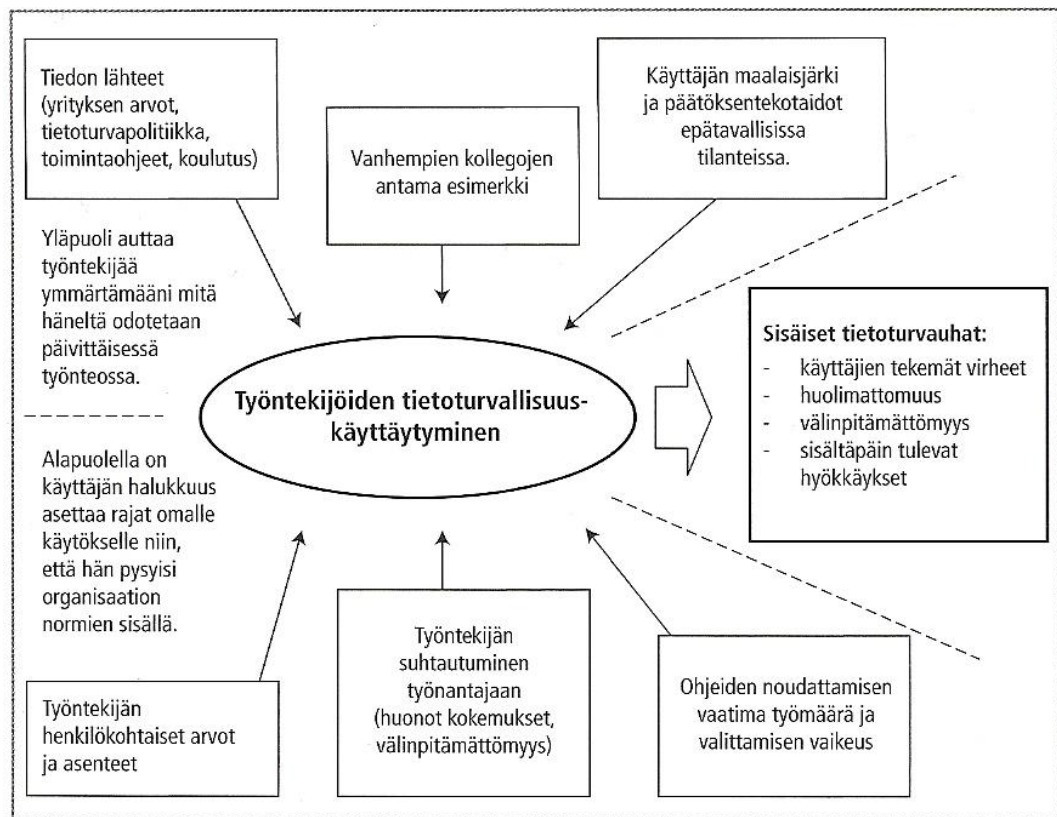 Tiedon lähteet
(yrityksen arvot,
tietoturvapolitiikka,
toimintaohjeet, koulutus)
Vanhempien kollegojen
antama esimerkki
Käyttäjän maalaisjärki
ja päätöksentekotaidot
epätavallisissa
tilanteissa.
Yläpuoli auttaa
työntekijää
ymmärtämääni mitä
häneltä odotetaan
päivittäisessä
työnteossa.
Työntekijöiden tietoturvallisuus-
käyttäytyminen
Sisäiset tietoturvauhat:
- käyttäjien tekemät virheet
- huolimattomuus
- välinpitämättömyys
- sisältäpäin tulevat
hyökkäykset
Alapuolella on
käyttäjän halukkuus
asettaa rajat omalle
käytökselle niin,
että hän pysyisi
organisaation
normien sisällä.
Työntekijän
henkilökohtaiset arvot
ja asenteet
Työntekijän
suhtautuminen
työnantajaan
(huonot kokemukset,
välinpitämättömyys)
Ohjeiden noudattamisen
vaatima työmäärä ja
valittamisen vaikeus